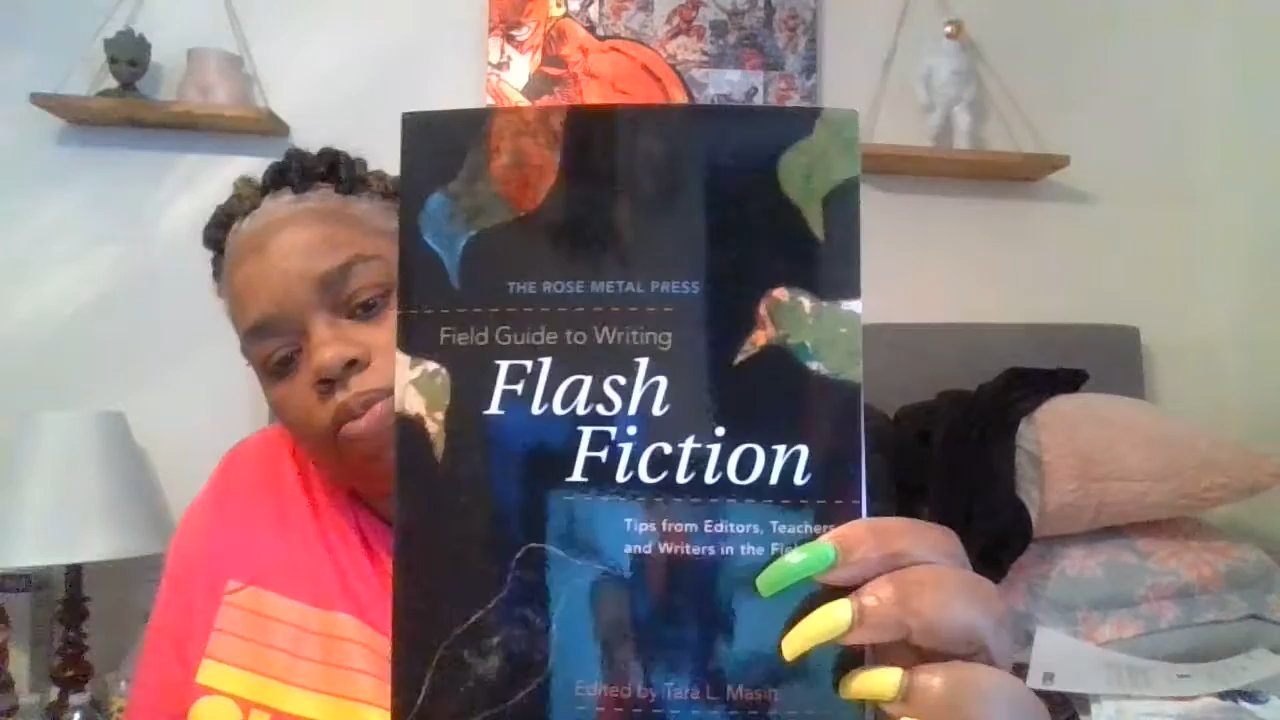 THE ROSE METAL PRESS
Field Guide to Writing
Flash
Fiction
Tips from Editors, Teachers
and Writers in the
Edited by Tara L. Masih